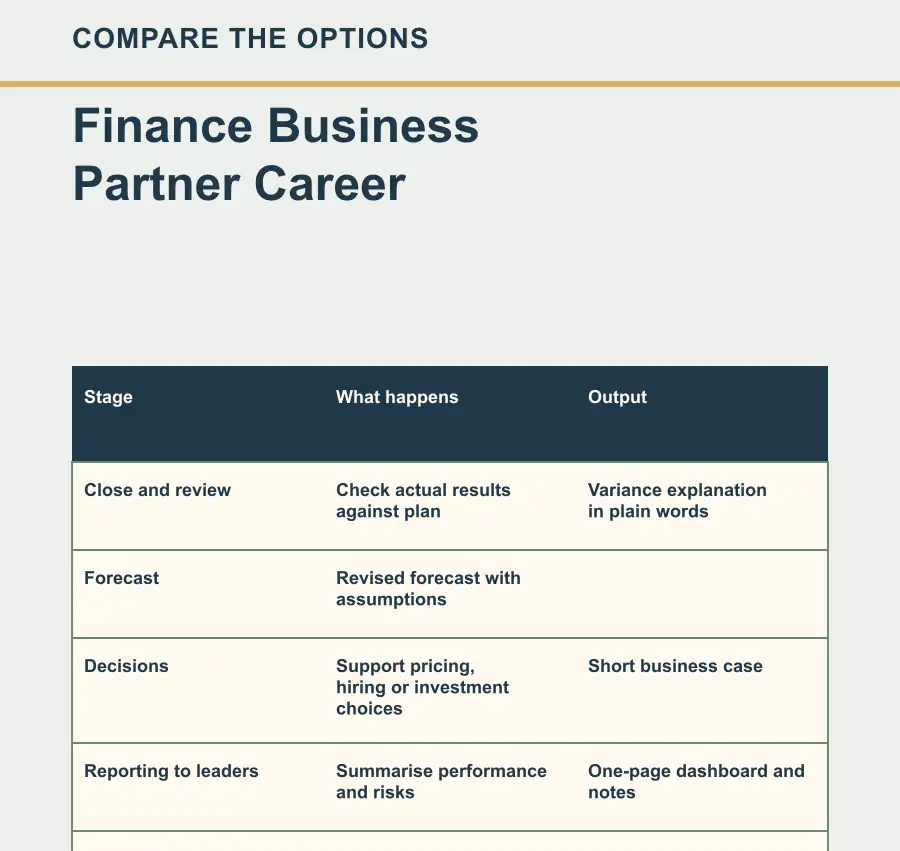 COMPARE THE OPTIONS
Finance Business
Partner Career
Stage
What happens
Output
Close and review
Check actual results
against plan
Variance explanation
in plain words
Forecast
Revised forecast with
assumptions
Decisions
Support pricing,
hiring or investment
choices
Short business case
Reporting to leaders
Summarise performance
and risks
One-page dashboard and
notes